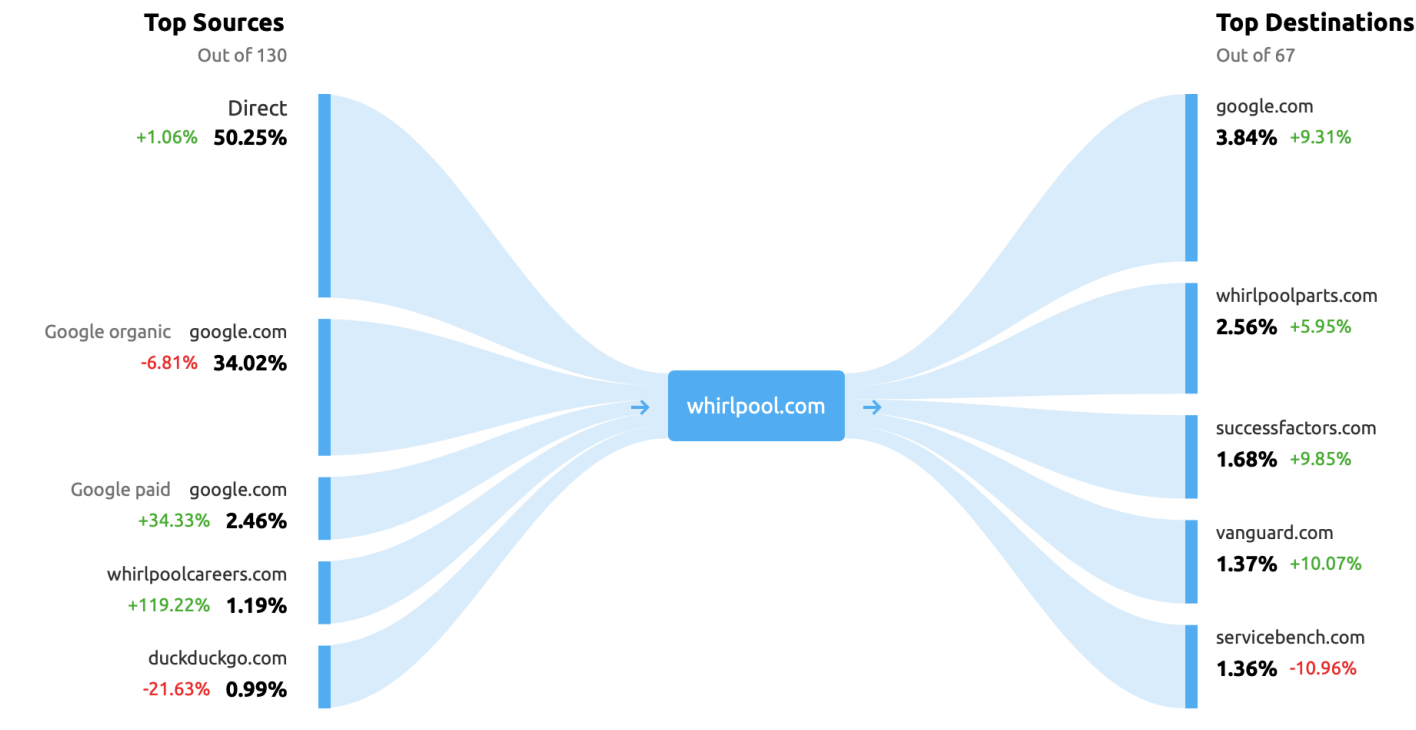 Top Sources
Out of 130
Direct
+1.06% 50.25%
Google organic google.com
-6.81% 34.02%
Google paid google.com
+34.33% 2.46%
whirlpoolcareers.com
+119.22% 1.19%
duckduckgo.com
-21.63% 0.99%
whirlpool.com
Top Destinations
Out of 67
google.com
3.84% +9.31%
whirlpoolparts.com
2.56% +5.95%
successfactors.com
1.68% +9.85%
vanguard.com
1.37% +10.07%
servicebench.com
1.36% -10.96%